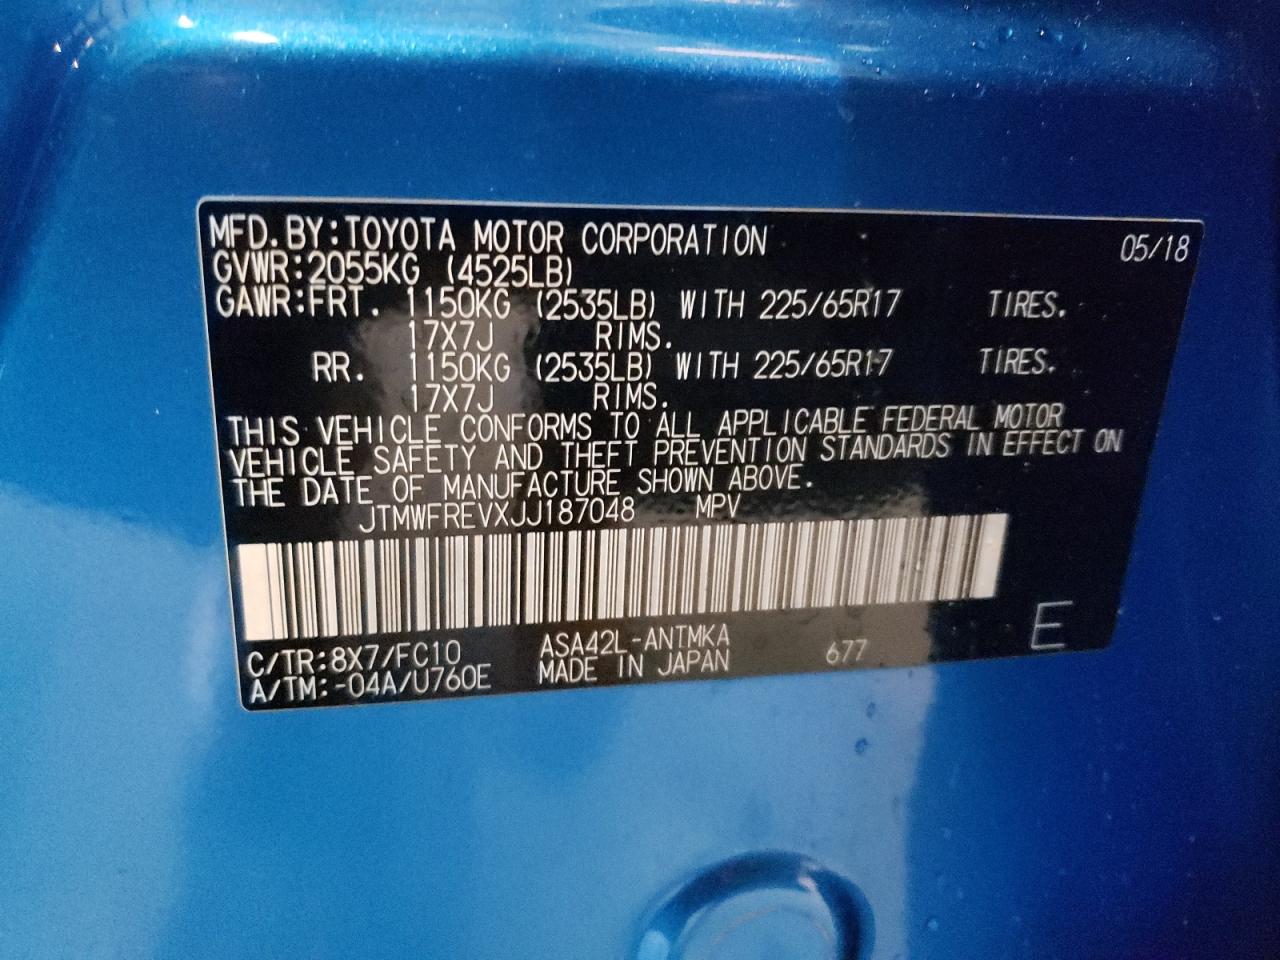 MFD.BY:TOYOTA MOTOR CORPORATION 05/18
GVWR:2055KG (4525LB)
GAWR:FRT. 1150KG (2535LB) WITH 225/65R17 TIRES.
17X7J RIMS.
RR. 1150KG (2535LB) WITH 225/65R17 TIRES.
17X7J RIMS.
THIS VEHICLE CONFORMS TO ALL APPLICABLE FEDERAL MOTOR
VEHICLE SAFETY AND THEFT PREVENTION STANDARDS IN EFFECT ON
THE DATE OF MANUFACTURE SHOWN ABOVE.
JTMWFREVXJJ187048 MPV
C/TR:8X7/FC10 ASA42L-ANTMKA 677 E
A/TM:-04A/U760E MADE IN JAPAN